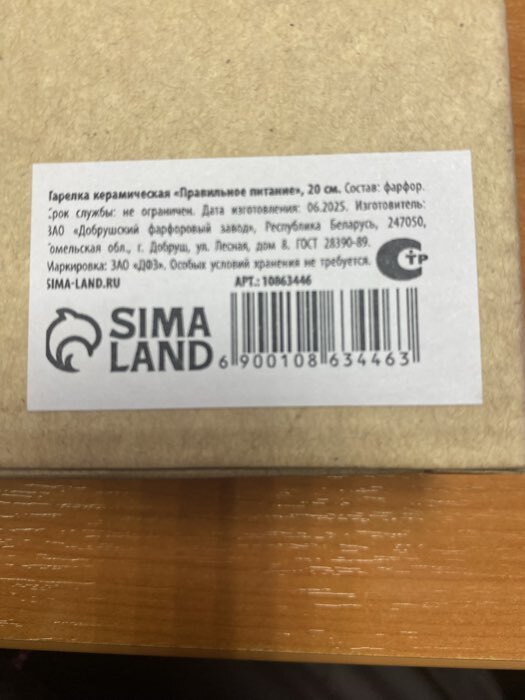 Тарелка керамическая «Правильное питание», 20 см. Состав: фарфор.
Срок службы: не ограничен. Дата изготовления: 06.2025. Изготовитель:
ЗАО «Добрушский фарфоровый завод», Республика Беларусь, 247050,
Гомельская обл., г. Добруш, ул. Лесная, дом 8. ГОСТ 28390-89.
Маркировка: ЗАО «ДФЗ». Особых условий хранения не требуется.
SIMA-LAND.RU
АРТ.: 10863446
СТР
SIMA
LAND
6 900108 634463